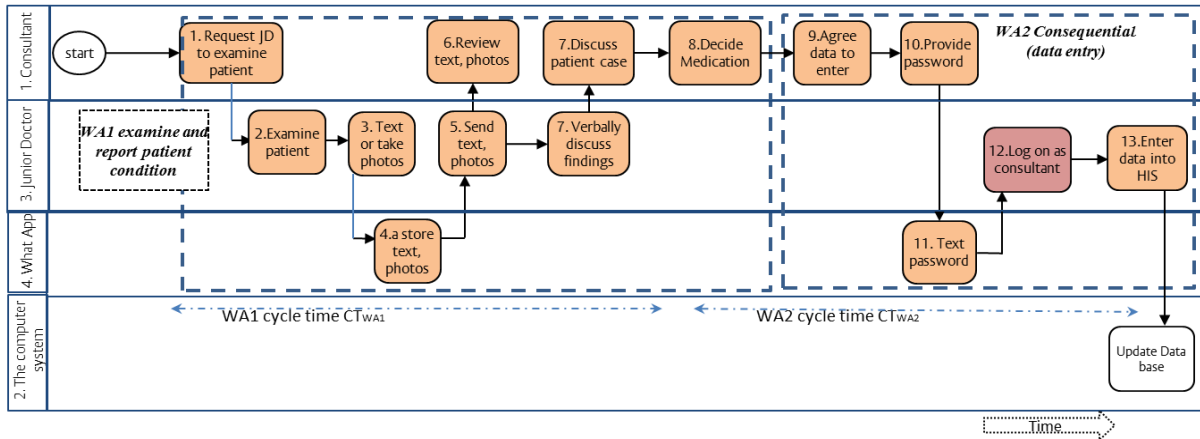 1. Consultant
start
1. Request JD
to examine
patient
6.Review
text, photos
7.Discuss
patient case
8.Decide
Medication
9.Agree
data to
enter
10.Provide
password
WA2 Consequential
(data entry)
3. Junior Doctor
WA1 examine and
report patient
condition
2.Examine
patient
3. Text
or take
photos
5. Send
text,
photos
7. Verbally
discuss
findings
12.Log on as
consultant
13.Enter
data into
HIS
4. What App
4.a store
text,
photos
11. Text
password
2. The computer
system
WA1 cycle time CTWA1
WA2 cycle time CTWA2
Update Data
base
Time